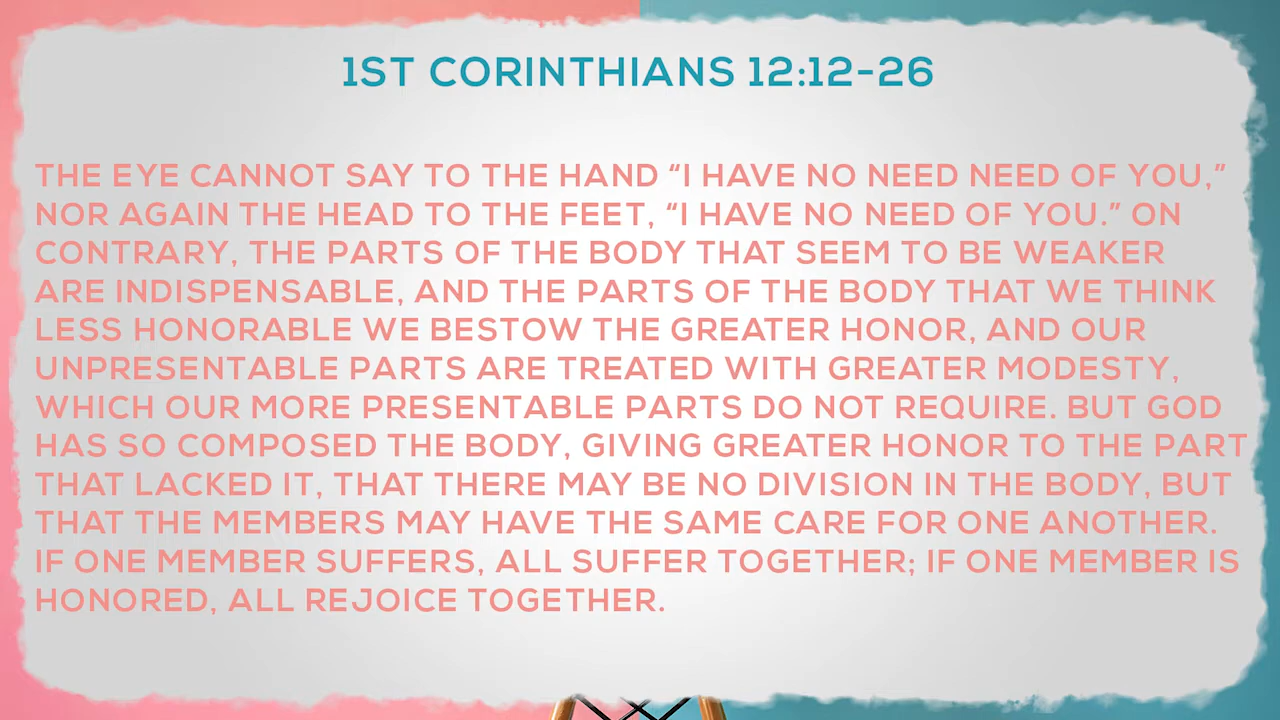 1ST CORINTHIANS 12:12-26
THE EYE CANNOT SAY TO THE HAND “I HAVE NO NEED NEED OF YOU,”
NOR AGAIN THE HEAD TO THE FEET, “I HAVE NO NEED OF YOU.” ON
CONTRARY, THE PARTS OF THE BODY THAT SEEM TO BE WEAKER
ARE INDISPENSABLE, AND THE PARTS OF THE BODY THAT WE THINK
LESS HONORABLE WE BESTOW THE GREATER HONOR, AND OUR
UNPRESENTABLE PARTS ARE TREATED WITH GREATER MODESTY,
WHICH OUR MORE PRESENTABLE PARTS DO NOT REQUIRE. BUT GOD
HAS SO COMPOSED THE BODY, GIVING GREATER HONOR TO THE PART
THAT LACKED IT, THAT THERE MAY BE NO DIVISION IN THE BODY, BUT
THAT THE MEMBERS MAY HAVE THE SAME CARE FOR ONE ANOTHER.
IF ONE MEMBER SUFFERS, ALL SUFFER TOGETHER; IF ONE MEMBER IS
HONORED, ALL REJOICE TOGETHER.